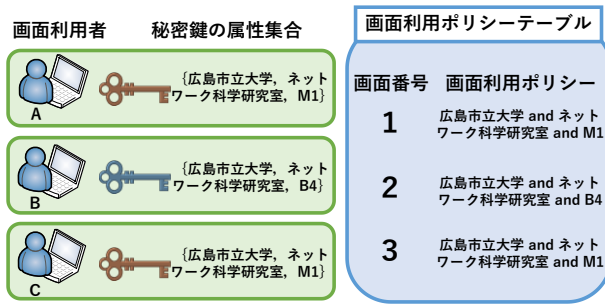 画面利用者
秘密鍵の属性集合
{広島市立大学, ネット
ワーク科学研究室, M1}
A
{広島市立大学, ネット
ワーク科学研究室, B4}
B
{広島市立大学, ネット
ワーク科学研究室, M1}
C
画面利用ポリシーテーブル
画面番号
画面利用ポリシー
1
広島市立大学 and ネット
ワーク科学研究室 and M1
2
広島市立大学 and ネット
ワーク科学研究室 and B4
3
広島市立大学 and ネット
ワーク科学研究室 and M1